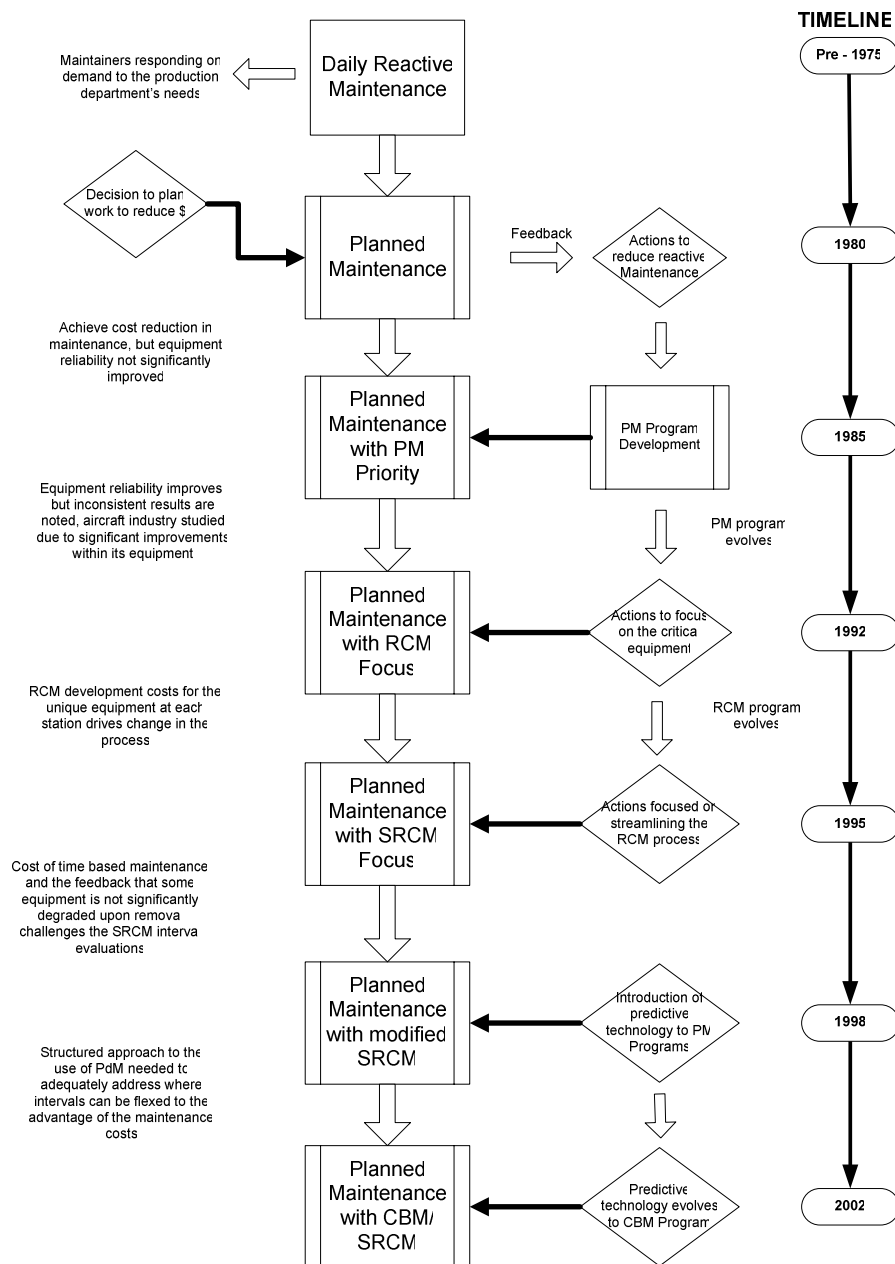 TIMELINE
Pre - 1975
Maintainers responding on
demand to the production
department's needs
Daily Reactive
Maintenance
Decision to plan
work to reduce $
Planned
Maintenance
Feedback
Actions to
reduce reactive
Maintenance
1980
Achieve cost reduction in
maintenance, but equipment
reliability not significantly
improved
Planned
Maintenance
with PM
Priority
PM Program
Development
1985
Equipment reliability improves
but inconsistent results are
noted, aircraft industry studied
due to significant improvements
within its equipment
PM program
evolves
Planned
Maintenance
with RCM
Focus
Actions to focus
on the critica
equipment
1992
RCM development costs for the
unique equipment at each
station drives change in the
process
RCM program
evolves
Planned
Maintenance
with SRCM
Focus
Actions focused on
streamlining the
RCM process
1995
Cost of time based maintenance
and the feedback that some
equipment is not significantly
degraded upon remova
challenges the SRCM interva
evaluations
Planned
Maintenance
with modified
SRCM
Introduction of
predictive
technology to PM
Programs
1998
Structured approach to the
use of PdM needed to
adequately address where
intervals can be flexed to the
advantage of the maintenance
costs
Planned
Maintenance
with CBM/
SRCM
Predictive
technology evolves
to CBM Program
2002